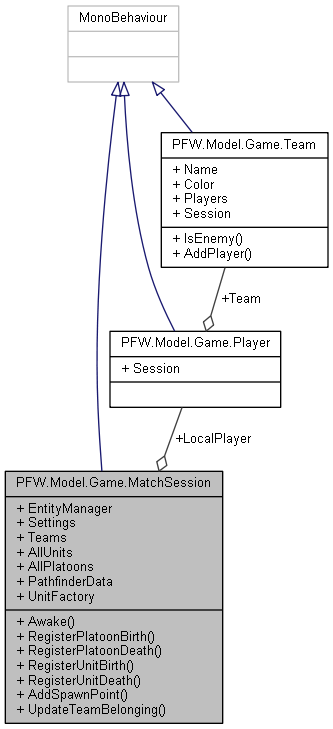 MonoBehaviour
PFW.Model.Game.Team
+ Name
+ Color
+ Players
+ Session
+ IsEnemy()
+ AddPlayer()
+Team
PFW.Model.Game.Player
+ Session
+LocalPlayer
PFW.Model.Game.MatchSession
+ EntityManager
+ Settings
+ Teams
+ AllUnits
+ AllPlatoons
+ PathfinderData
+ UnitFactory
+ Awake()
+ RegisterPlatoonBirth()
+ RegisterPlatoonDeath()
+ RegisterUnitBirth()
+ RegisterUnitDeath()
+ AddSpawnPoint()
+ UpdateTeamBelonging()